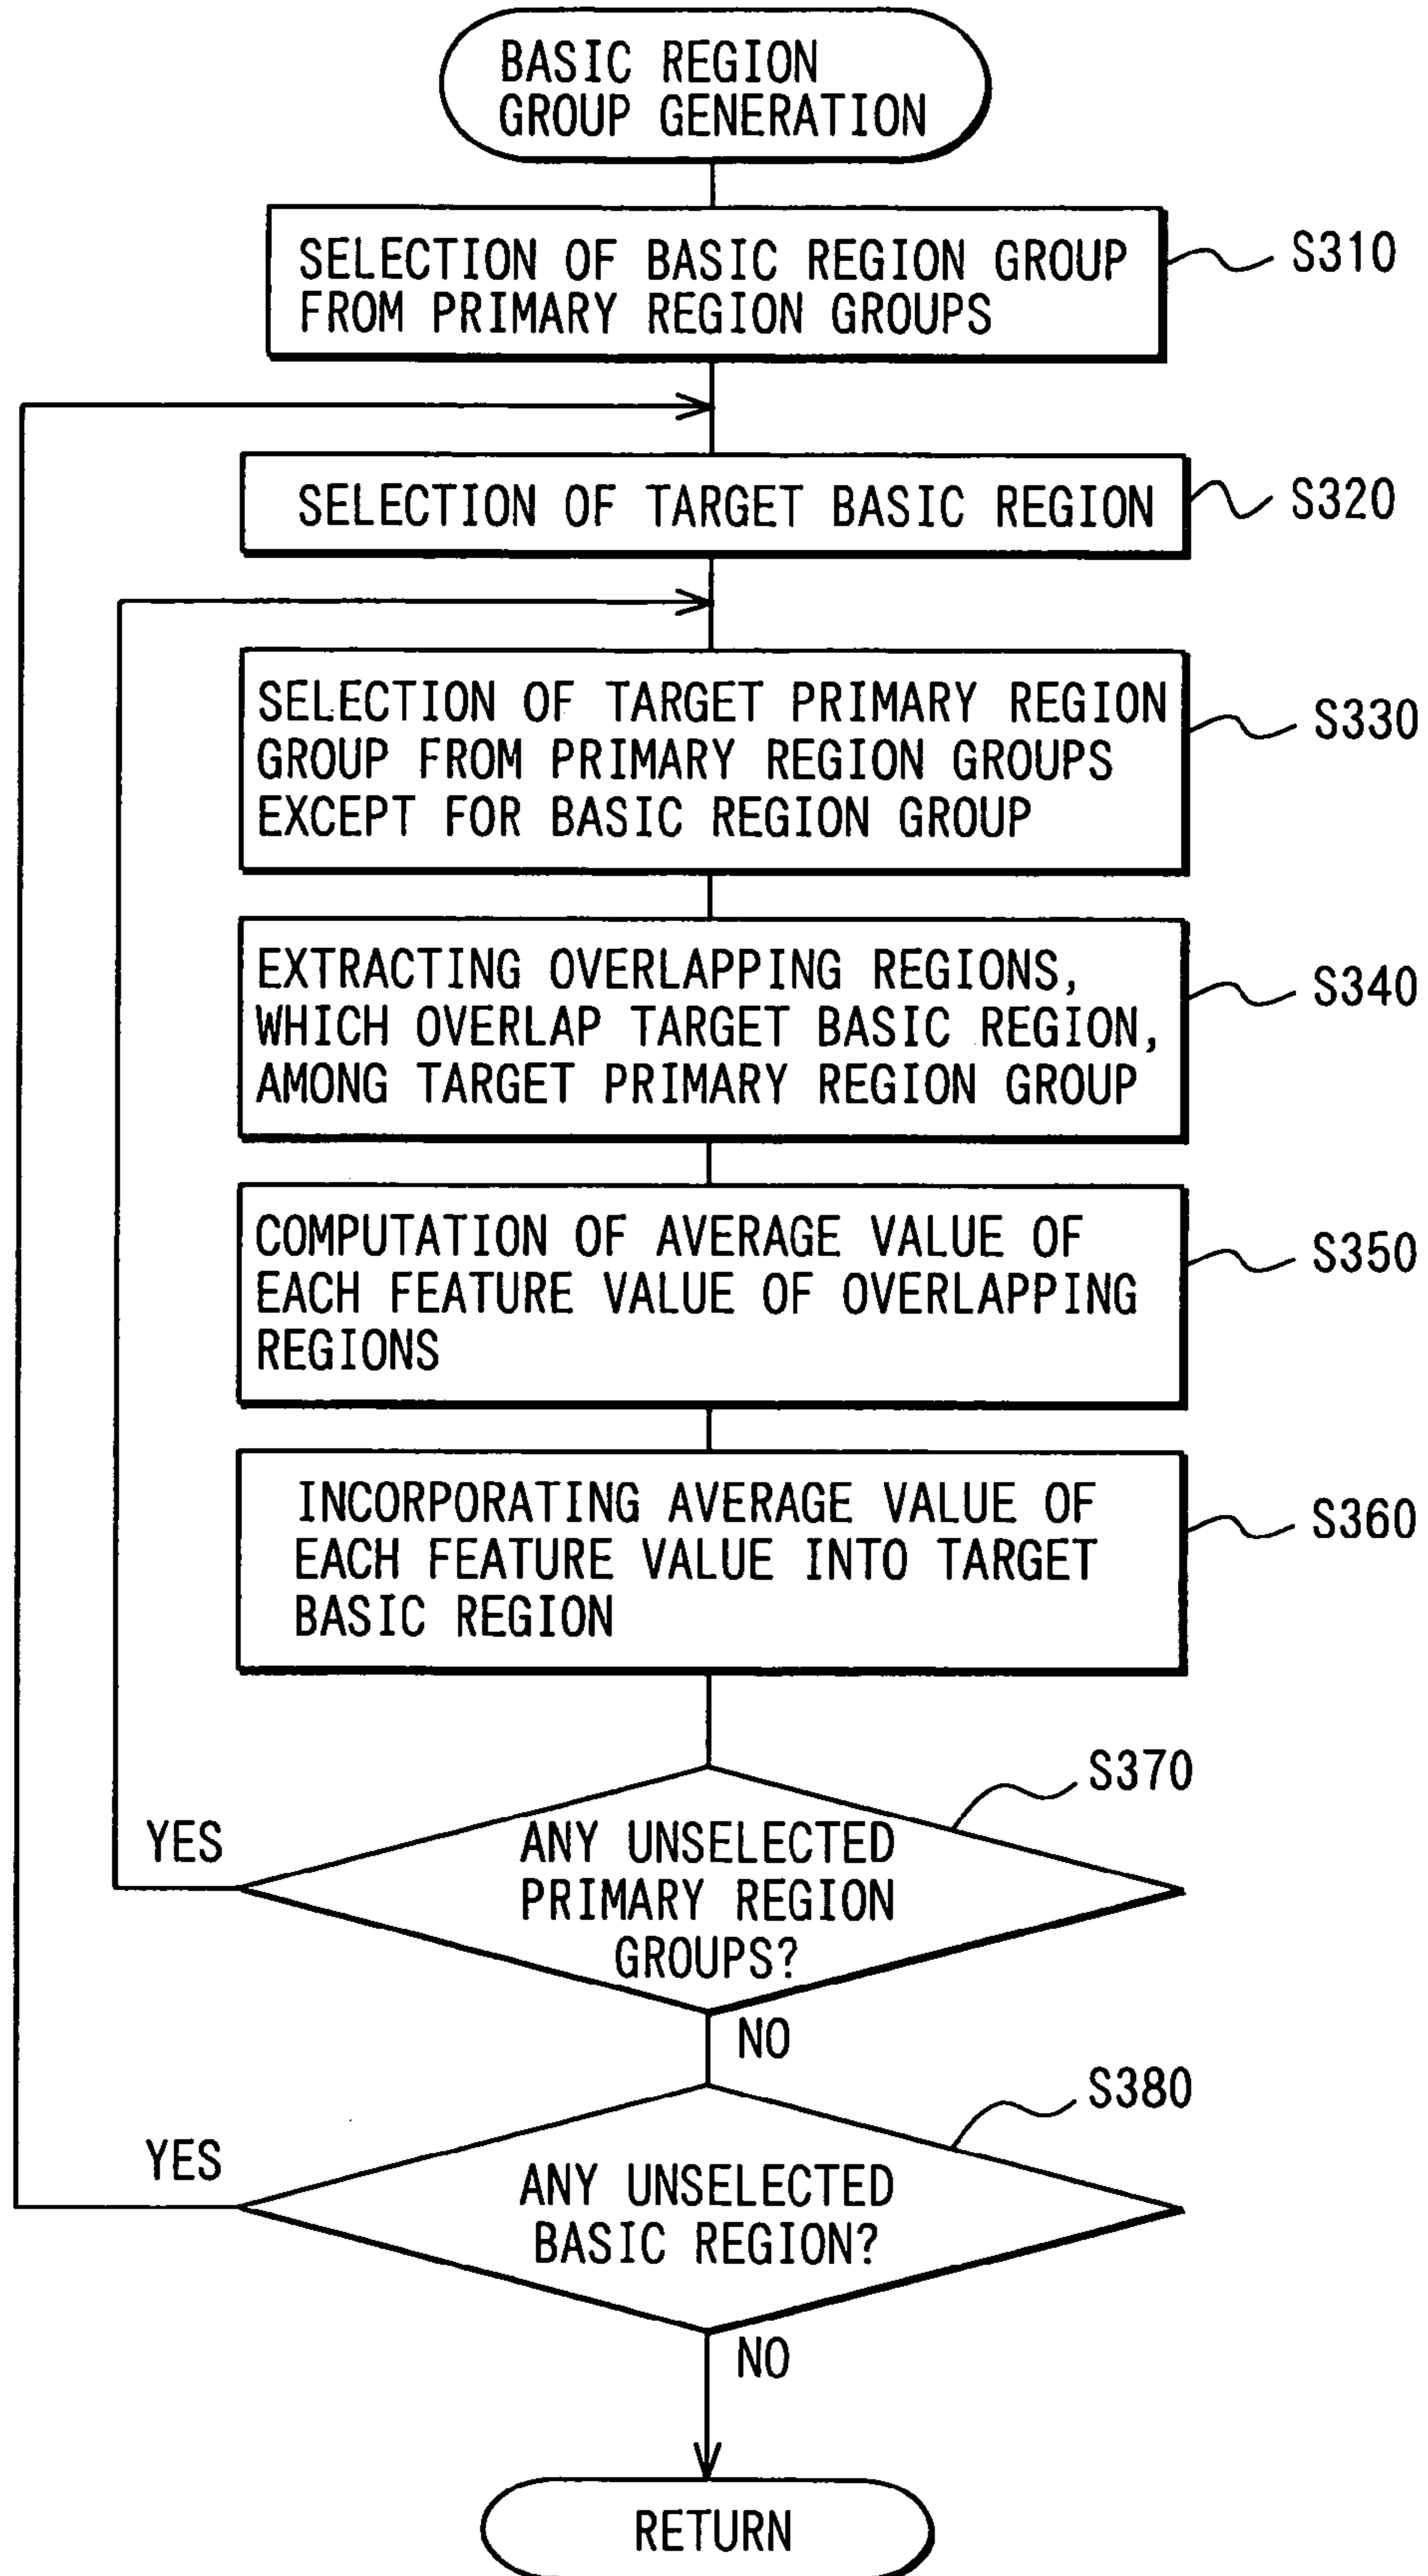 BASIC REGION
GROUP GENERATION
SELECTION OF BASIC REGION GROUP
FROM PRIMARY REGION GROUPS
S310
SELECTION OF TARGET BASIC REGION
S320
SELECTION OF TARGET PRIMARY REGION
GROUP FROM PRIMARY REGION GROUPS
EXCEPT FOR BASIC REGION GROUP
S330
EXTRACTING OVERLAPPING REGIONS,
WHICH OVERLAP TARGET BASIC REGION,
AMONG TARGET PRIMARY REGION GROUP
S340
COMPUTATION OF AVERAGE VALUE OF
EACH FEATURE VALUE OF OVERLAPPING
REGIONS
S350
INCORPORATING AVERAGE VALUE OF
EACH FEATURE VALUE INTO TARGET
BASIC REGION
S360
S370
YES
ANY UNSELECTED
PRIMARY REGION
GROUPS?
NO
S380
YES
ANY UNSELECTED
BASIC REGION?
NO
RETURN